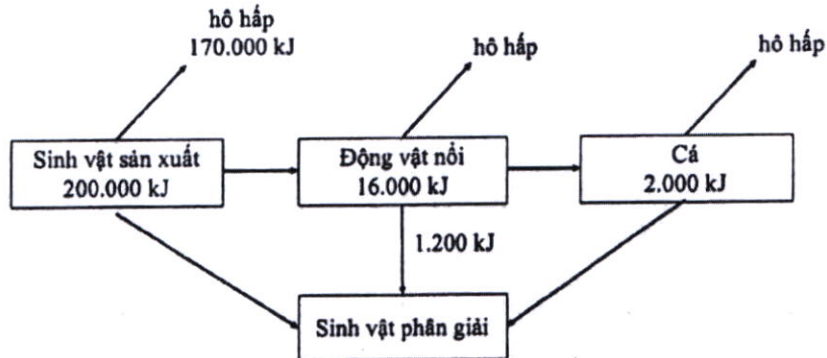 hô hấp
170.000 kJ
hô hấp
hô hấp
Sinh vật sản xuất
200.000 kJ
Động vật nổi
16.000 kJ
Cá
2.000 kJ
1.200 kJ
Sinh vật phân giải